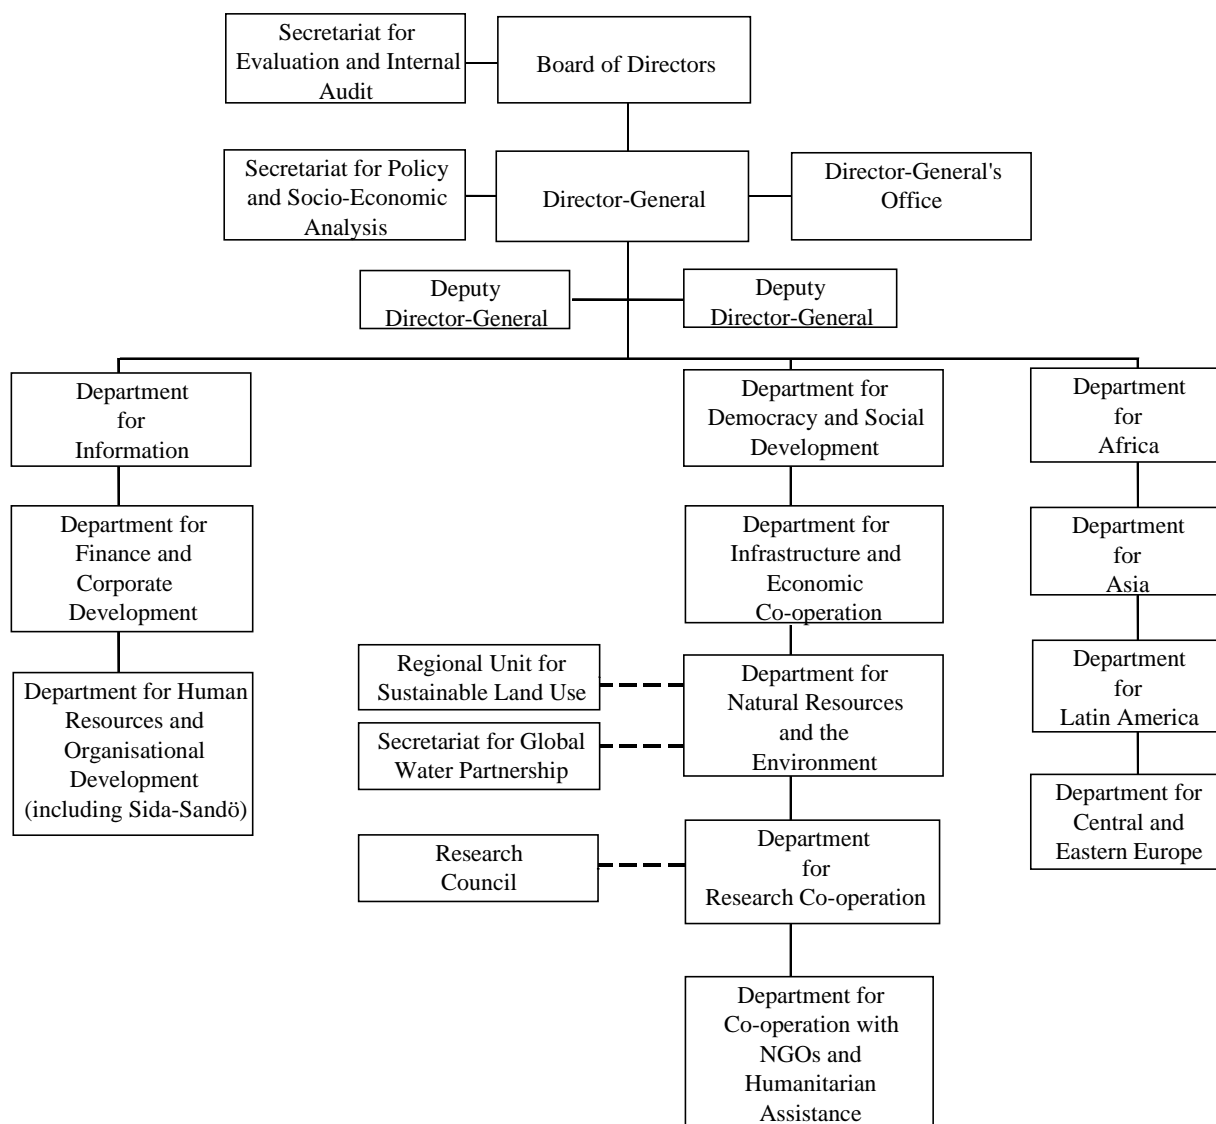 Secretariat for
Evaluation and Internal
Audit
Board of Directors
Secretariat for Policy
and Socio-Economic
Analysis
Director-General
Director-General's
Office
Deputy
Director-General
Deputy
Director-General
Department
for
Information
Department for
Democracy and Social
Development
Department
for
Africa
Department for
Finance and
Corporate
Development
Department for
Infrastructure and
Economic
Co-operation
Department
for
Asia
Regional Unit for
Sustainable Land Use
Department for
Natural Resources
and the
Environment
Department
for
Latin America
Department for Human
Resources and
Organisational
Development
(including Sida-Sandö)
Secretariat for Global
Water Partnership
Department for
Central and
Eastern Europe
Research
Council
Department
for
Research Co-operation
Department for
Co-operation with
NGOs and
Humanitarian
Assistance